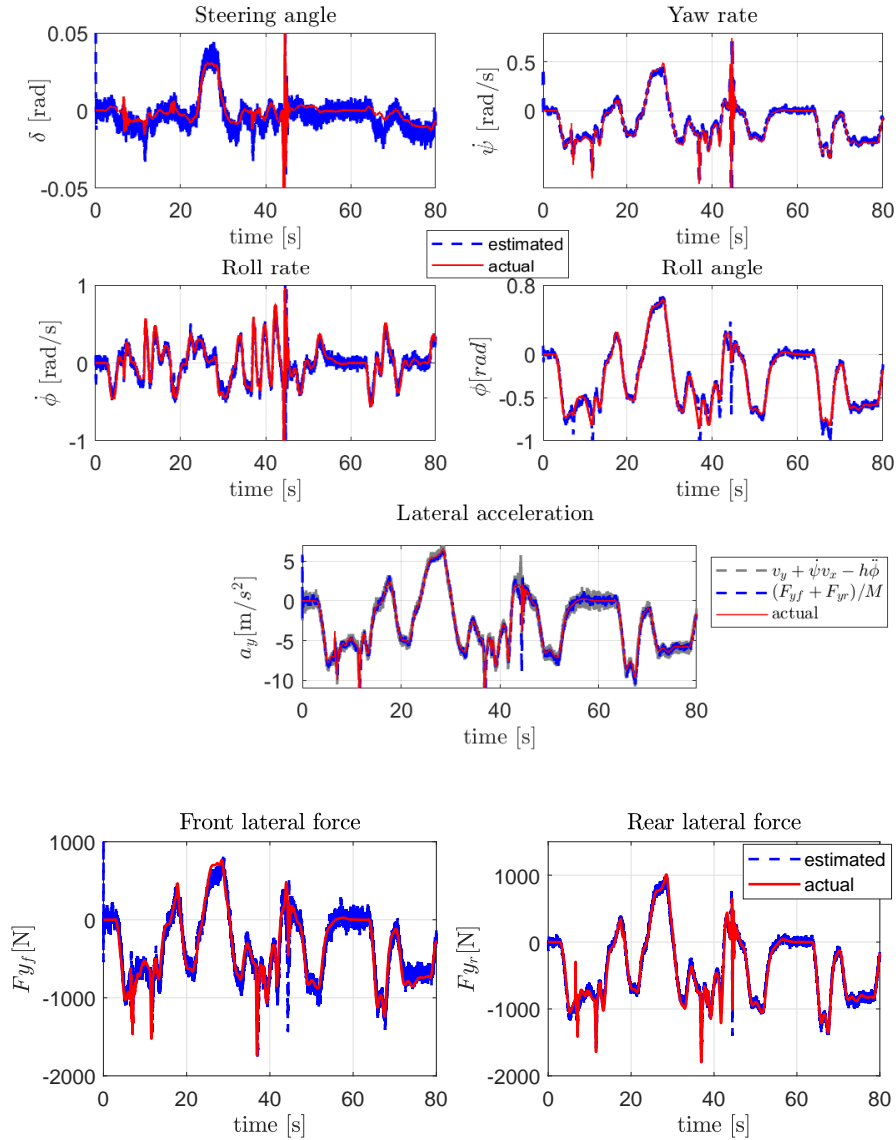 Steering angle
Yaw rate
0.05
0
-0.05
δ [rad]
0 20 40 60 80
time [s]
0.5
0
-0.5
ψ̇ [rad/s]
0 20 40 60 80
time [s]
estimated
actual
Roll rate
Roll angle
1
0
-1
ϕ̇ [rad/s]
0 20 40 60 80
time [s]
0.8
0
-0.5
-1
ϕ[rad]
0 20 40 60 80
time [s]
Lateral acceleration
5
0
-5
-10
a_y[m/s²]
0 20 40 60 80
time [s]
v_y + ψ̇v_x − hϕ̈
(F_yf + F_yr)/M
actual
Front lateral force
Rear lateral force
1000
0
-1000
-2000
Fy_f[N]
0 20 40 60 80
time [s]
1000
0
-1000
-2000
Fy_r[N]
0 20 40 60 80
time [s]
estimated
actual